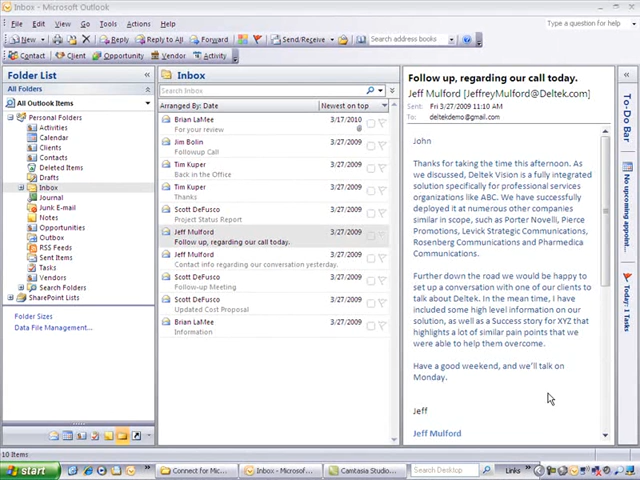 Inbox - Microsoft Outlook
File Edit View Go Tools Actions Help
Type a question for help
New Reply Reply to All Forward Send/Receive Search address books
Contact Client Opportunity Vendor Activity
Folder List
All Folders
All Outlook Items
Personal Folders
Activities
Calendar
Clients
Contacts
Deleted Items
Drafts
Inbox
Journal
Junk E-mail
Notes
Opportunities
Outbox
RSS Feeds
Sent Items
Tasks
Vendors
Search Folders
SharePoint Lists
Folder Sizes
Data File Management...
Inbox
Search Inbox
Arranged By: Date Newest on top
Brian LaMee 3/17/2010
For your review
Jim Bolin 3/27/2009
Followup Call
Tim Kuper 3/27/2009
Back in the Office
Tim Kuper 3/27/2009
Thanks
Scott DeFusco 3/27/2009
Project Status Report
Jeff Mulford 3/27/2009
Follow up, regarding our call today.
Jeff Mulford 3/27/2009
Contact info regarding our conversation yesterday.
Scott DeFusco 3/27/2009
Follow-up Meeting
Scott DeFusco 3/27/2009
Updated Cost Proposal
Brian LaMee 3/27/2009
Information
Follow up, regarding our call today.
Jeff Mulford [JeffreyMulford@Deltek.com]
Sent: Fri 3/27/2009 11:10 AM
To: deltekdemo@gmail.com
John
Thanks for taking the time this afternoon. As
we discussed, Deltek Vision is a fully integrated
solution specifically for professional services
organizations like ABC. We have successfully
deployed it at numerous other companies
similar in scope, such as Porter Novelli, Pierce
Promotions, Levick Strategic Communications,
Rosenberg Communications and Pharmedica
Communications.
Further down the road we would be happy to
set up a conversation with one of our clients to
talk about Deltek. In the mean time, I have
included some high level information on our
solution, as well as a Success story for XYZ that
highlights a lot of similar pain points that we
were able to help them overcome.
Have a good weekend, and we'll talk on
Monday.
Jeff
Jeff Mulford
To-Do Bar
No upcoming appoint...
Today: 1 Tasks
10 Items
start Connect for Mic... Inbox - Microsof... Camtasia Studio... Search Desktop Links